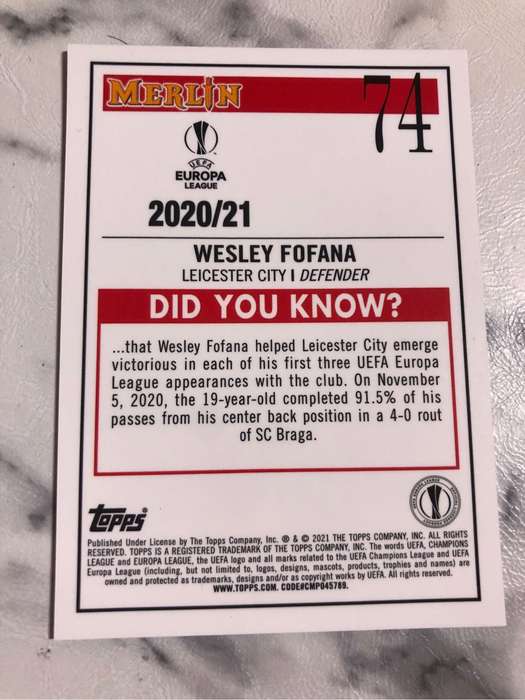 MERLIN
74
UEFA
EUROPA
LEAGUE
2020/21
WESLEY FOFANA
LEICESTER CITY | DEFENDER
DID YOU KNOW?
...that Wesley Fofana helped Leicester City emerge
victorious in each of his first three UEFA Europa
League appearances with the club. On November
5, 2020, the 19-year-old completed 91.5% of his
passes from his center back position in a 4-0 rout
of SC Braga.
Topps
Published Under License by The Topps Company, Inc. ® & © 2021 THE TOPPS COMPANY, INC. ALL RIGHTS
RESERVED. TOPPS IS A REGISTERED TRADEMARK OF THE TOPPS COMPANY, INC. The words UEFA, CHAMPIONS
LEAGUE and EUROPA LEAGUE, the UEFA logo and all marks related to the UEFA Champions League and UEFA
Europa League (including, but not limited to, logos, designs, mascots, products, trophies and names) are
owned and protected as trademarks, designs and/or as copyright works by UEFA. All rights reserved.
WWW.TOPPS.COM. CODE#CMP045789.